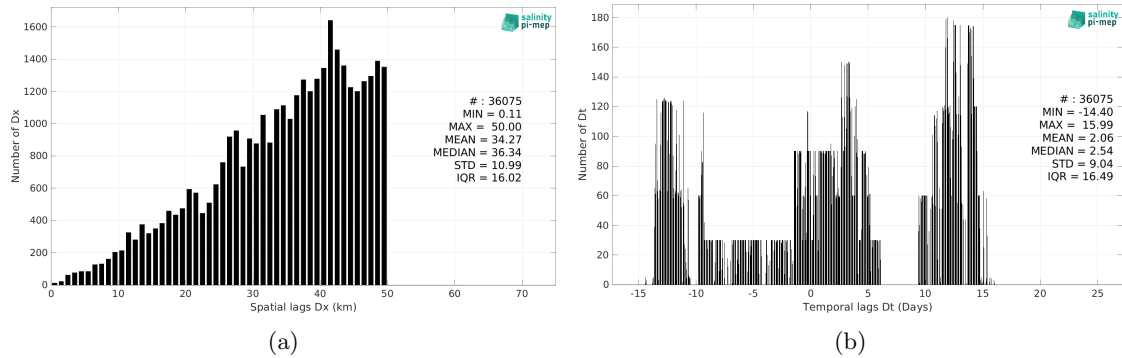 salinity
pi-mep
1600
1400
1200
1000
800
600
400
200
0
Number of Dx
# : 36075
MIN = 0.11
MAX = 50.00
MEAN = 34.27
MEDIAN = 36.34
STD = 10.99
IQR = 16.02
0 10 20 30 40 50 60 70
Spatial lags Dx (km)
(a)
salinity
pi-mep
180
160
140
120
100
80
60
40
20
0
Number of Dt
# : 36075
MIN = -14.40
MAX = 15.99
MEAN = 2.06
MEDIAN = 2.54
STD = 9.04
IQR = 16.49
-15 -10 -5 0 5 10 15 20 25
Temporal lags Dt (Days)
(b)